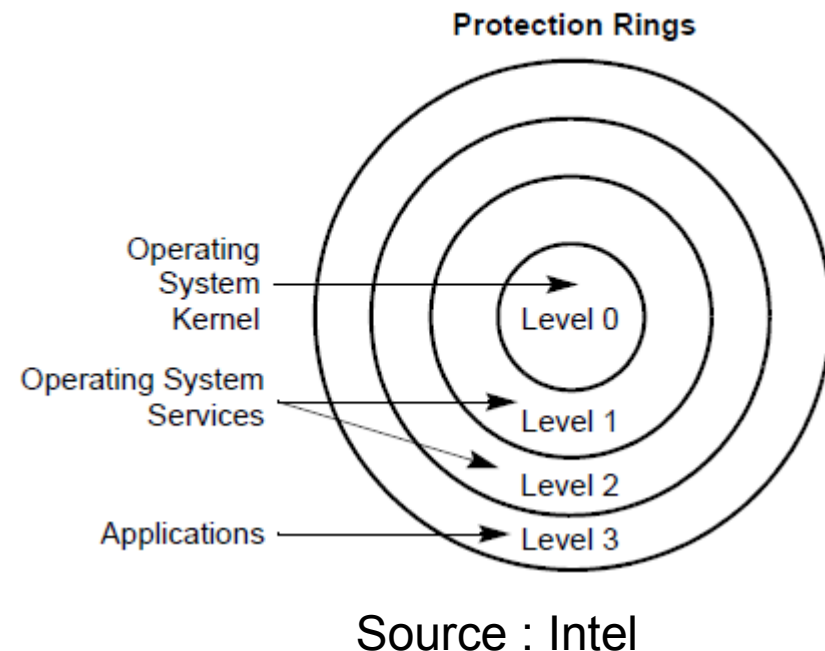 Protection Rings
Operating
System
Kernel
Level 0
Operating System
Services
Level 1
Level 2
Applications
Level 3
Source : Intel